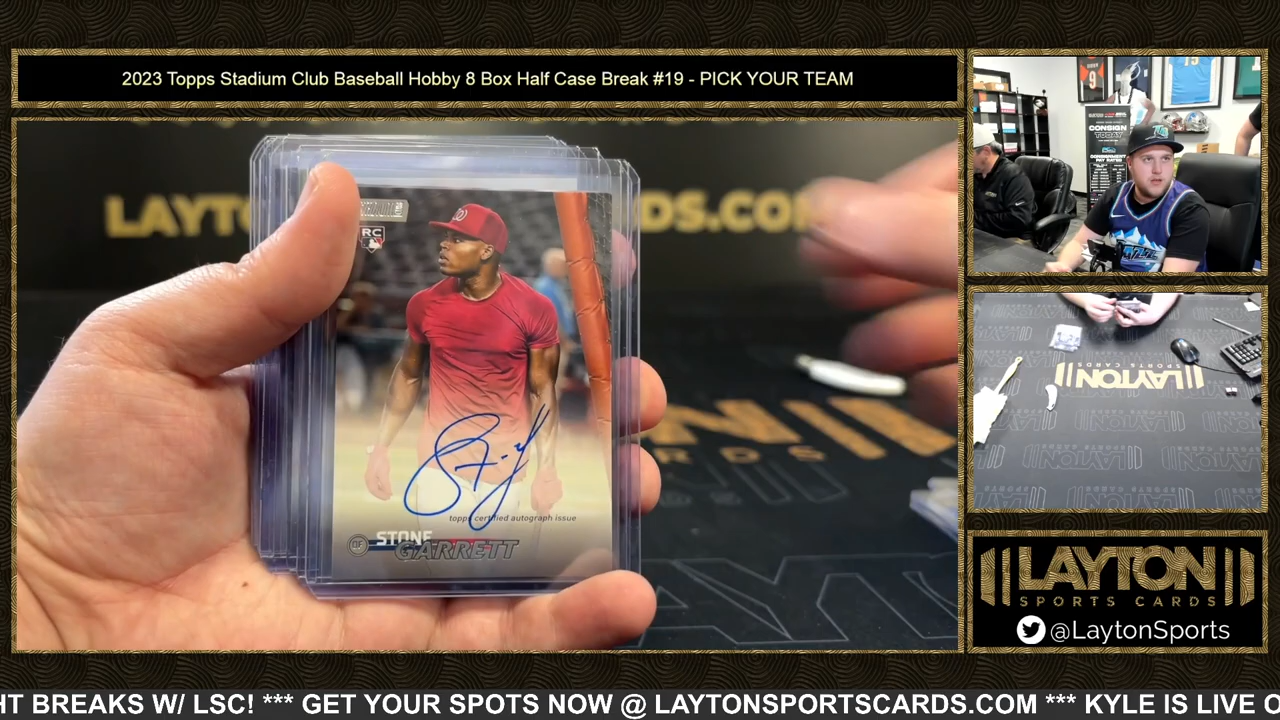 2023 Topps Stadium Club Baseball Hobby 8 Box Half Case Break #19 - PICK YOUR TEAM
RC
topps certified autograph issue
OF STONE
GARRETT
CONSIGN
TODAY
LAYTON
LAYTON
SPORTS CARDS
@LaytonSports
HT BREAKS W/ LSC! *** GET YOUR SPOTS NOW @ LAYTONSPORTSCARDS.COM *** KYLE IS LIVE O